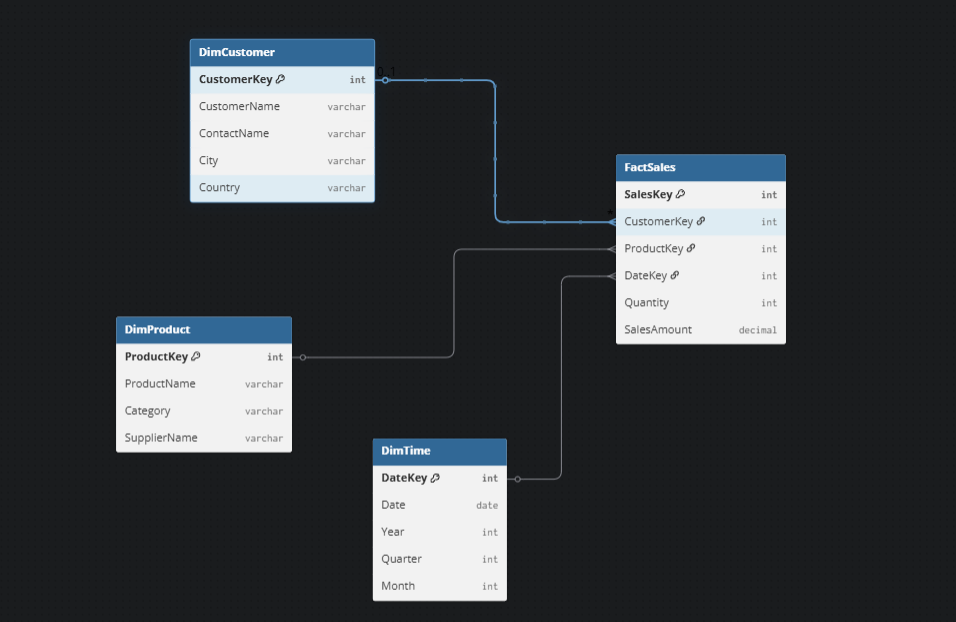 DimCustomer
CustomerKey int
CustomerName varchar
ContactName varchar
City varchar
Country varchar
0..1
*
FactSales
SalesKey int
CustomerKey int
ProductKey int
DateKey int
Quantity int
SalesAmount decimal
DimProduct
ProductKey int
ProductName varchar
Category varchar
SupplierName varchar
DimTime
DateKey int
Date date
Year int
Quarter int
Month int